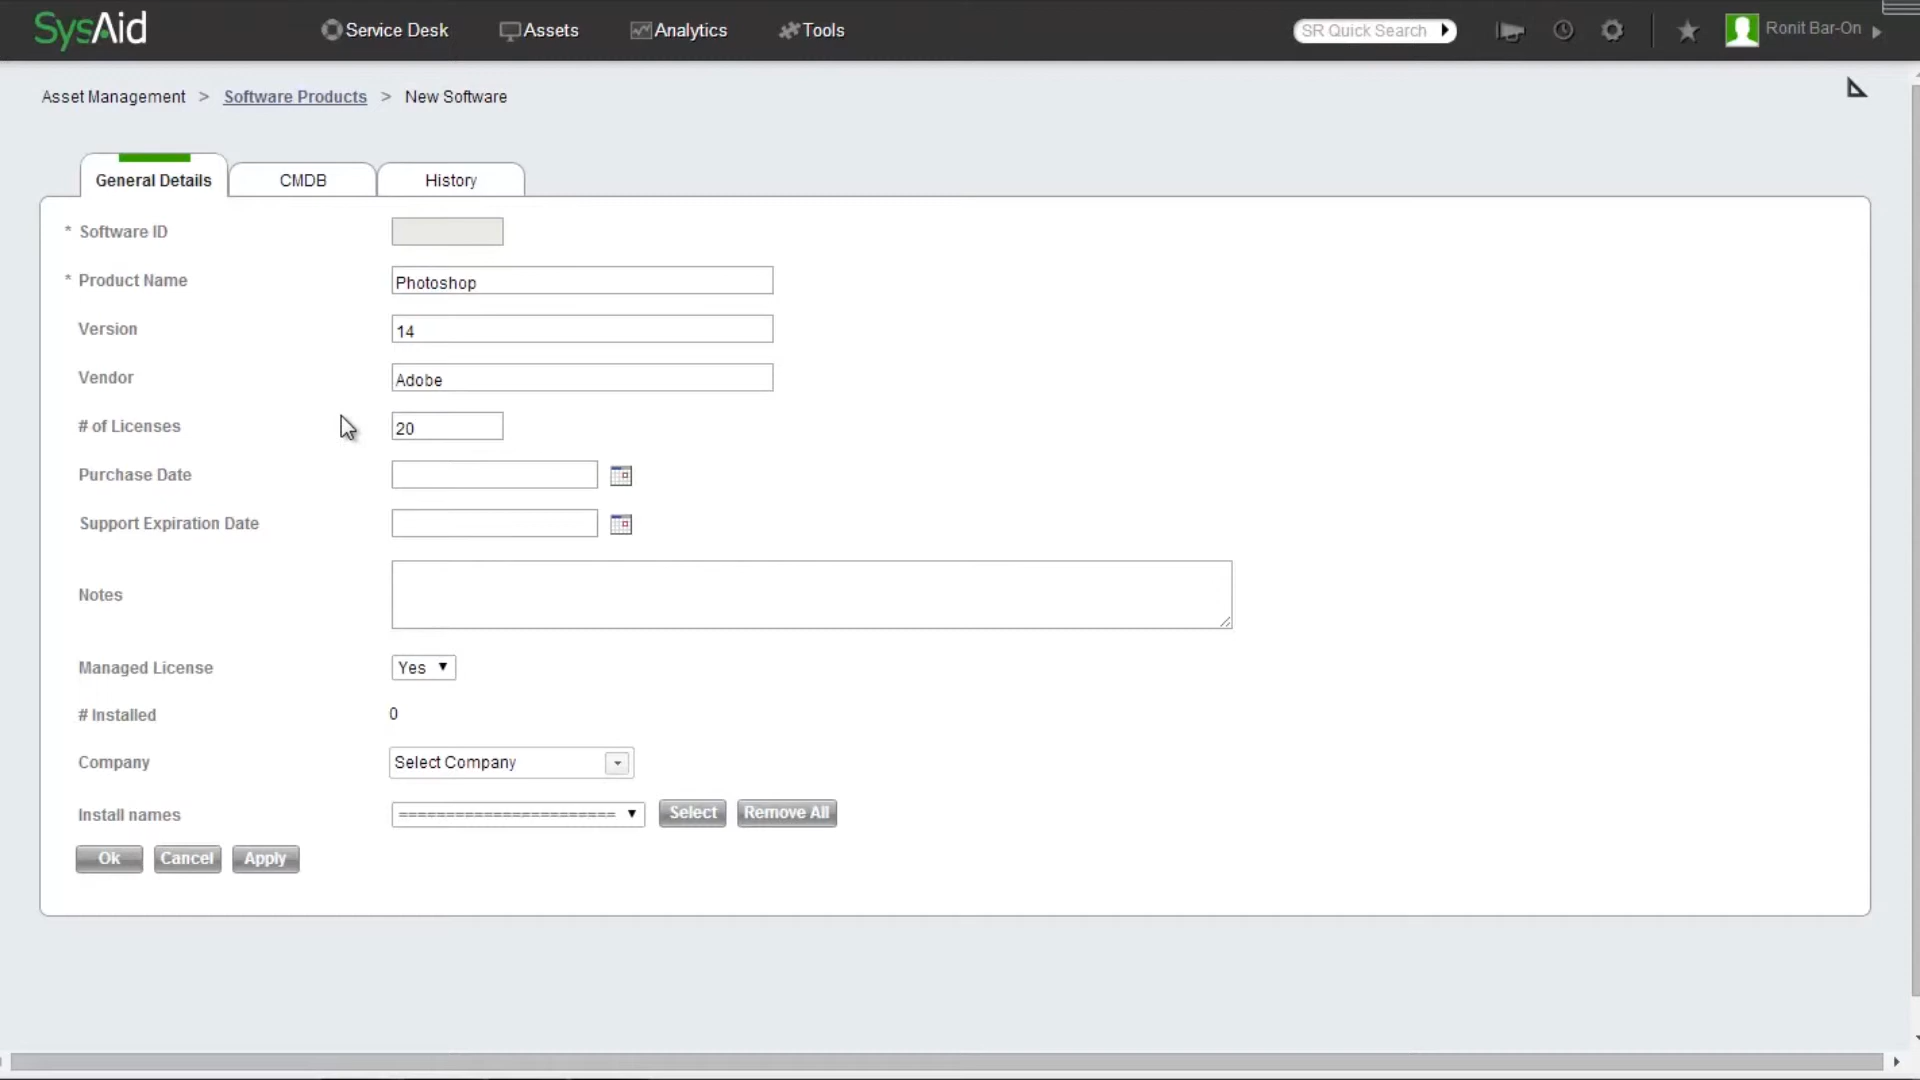 SysAid Service Desk Assets Analytics Tools SR Quick Search Ronit Bar-On
Asset Management > Software Products > New Software
General Details CMDB History
* Software ID
* Product Name Photoshop
Version 14
Vendor Adobe
# of Licenses 20
Purchase Date
Support Expiration Date
Notes
Managed License Yes
# Installed 0
Company Select Company
Install names ======================= Select Remove All
Ok Cancel Apply